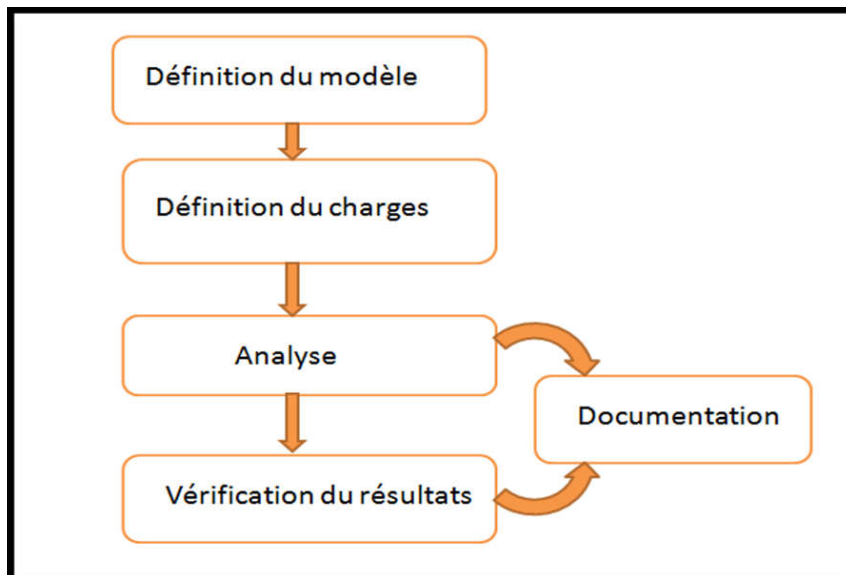 Définition du modèle
Définition du charges
Analyse
Documentation
Vérification du résultats